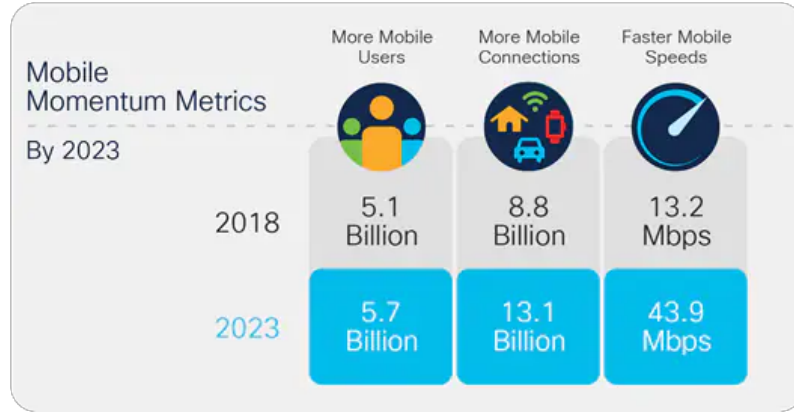 Mobile
Momentum Metrics
By 2023
More Mobile
Users
More Mobile
Connections
Faster Mobile
Speeds
2018
5.1
Billion
8.8
Billion
13.2
Mbps
2023
5.7
Billion
13.1
Billion
43.9
Mbps